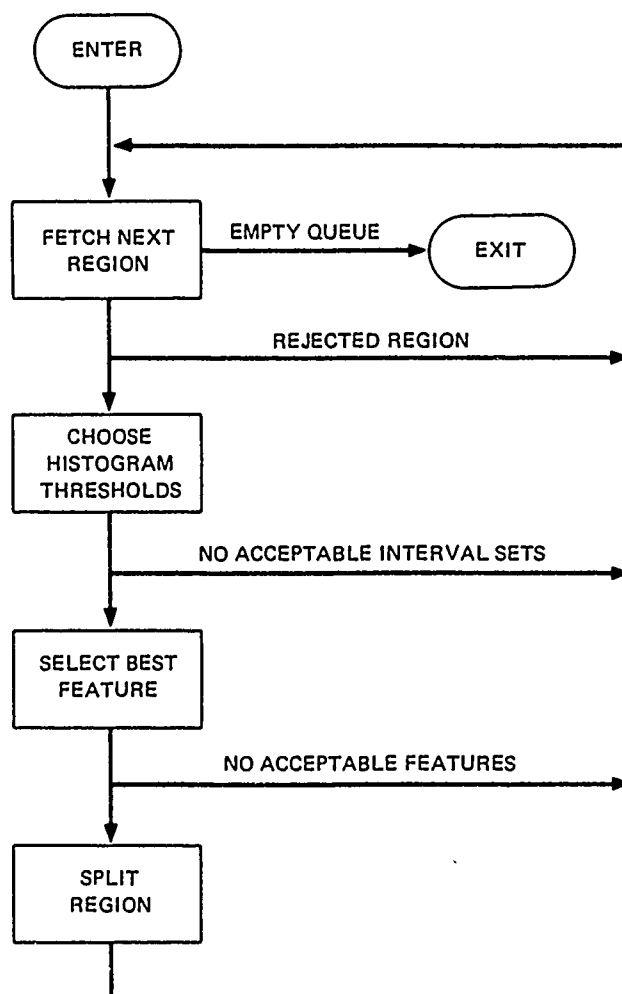 ENTER
FETCH NEXT
REGION
EMPTY QUEUE
EXIT
REJECTED REGION
CHOOSE
HISTOGRAM
THRESHOLDS
NO ACCEPTABLE INTERVAL SETS
SELECT BEST
FEATURE
NO ACCEPTABLE FEATURES
SPLIT
REGION